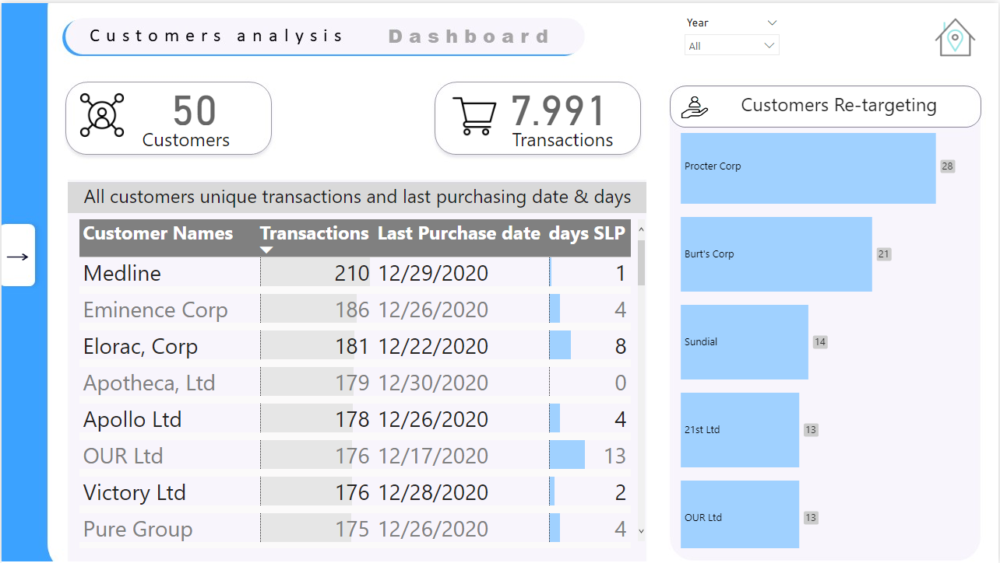 Customers analysis Dashboard
Year
All
50
Customers
7.991
Transactions
All customers unique transactions and last purchasing date & days
Customer Names Transactions Last Purchase date days SLP
Medline 210 12/29/2020 1
Eminence Corp 186 12/26/2020 4
Elorac, Corp 181 12/22/2020 8
Apotheca, Ltd 179 12/30/2020 0
Apollo Ltd 178 12/26/2020 4
OUR Ltd 176 12/17/2020 13
Victory Ltd 176 12/28/2020 2
Pure Group 175 12/26/2020 4
Customers Re-targeting
Procter Corp 28
Burt's Corp 21
Sundial 14
21st Ltd 13
OUR Ltd 13